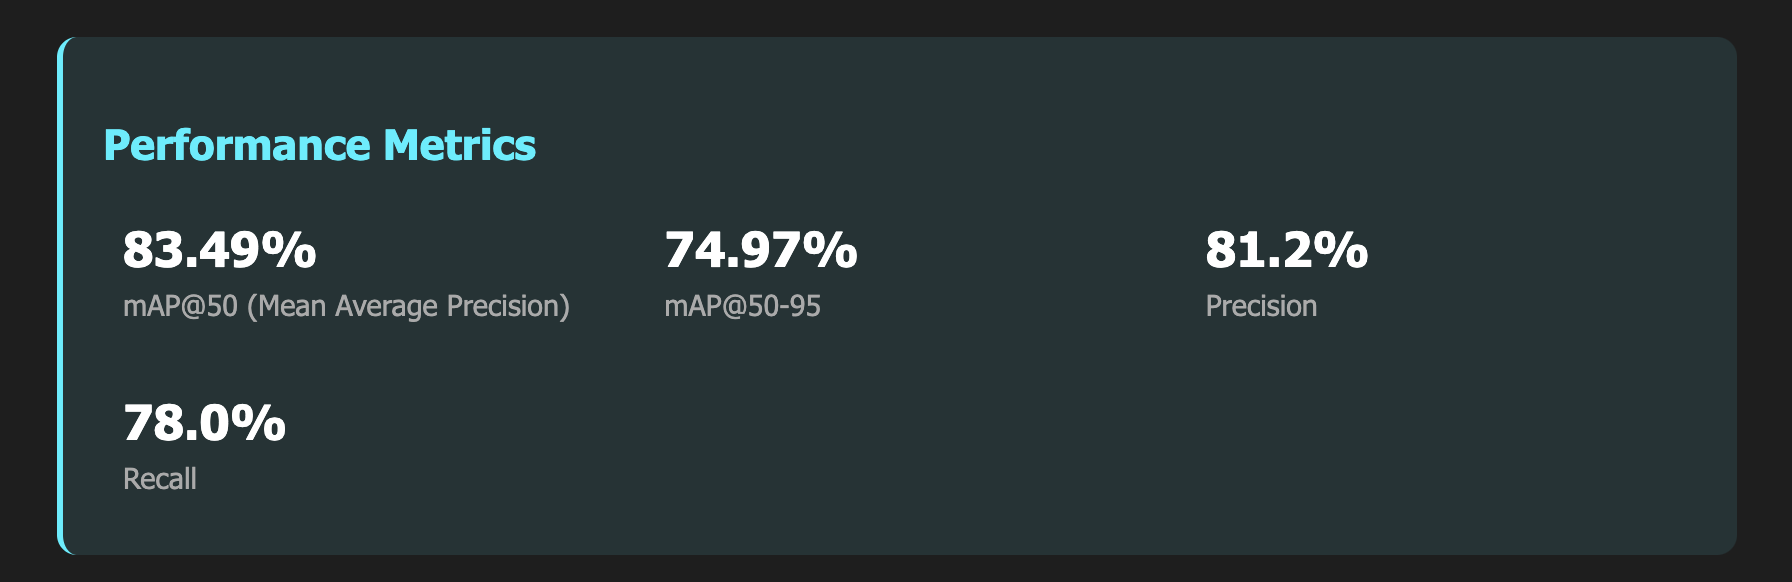 Performance Metrics
83.49%
mAP@50 (Mean Average Precision)
74.97%
mAP@50-95
81.2%
Precision
78.0%
Recall